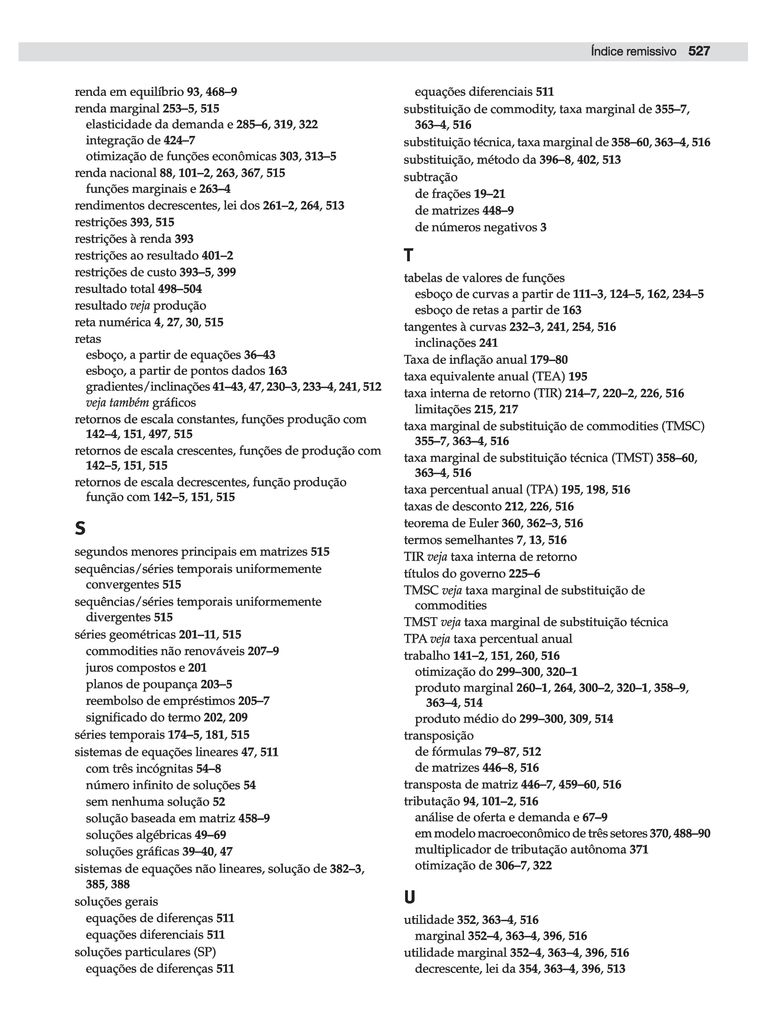 Índice remissivo 527
renda em equilíbrio 93, 468–9
renda marginal 253–5, 515
elasticidade da demanda e 285–6, 319, 322
integração de 424–7
otimização de funções econômicas 303, 313–5
renda nacional 88, 101–2, 263, 367, 515
funções marginais e 263–4
rendimentos decrescentes, lei dos 261–2, 264, 513
restrições 393, 515
restrições à renda 393
restrições ao resultado 401–2
restrições de custo 393–5, 399
resultado total 498–504
resultado veja produção
reta numérica 4, 27, 30, 515
retas
esboço, a partir de equações 36–43
esboço, a partir de pontos dados 163
gradientes/inclinações 41–43, 47, 230–3, 233–4, 241, 512
veja também gráficos
retornos de escala constantes, funções produção com
142–4, 151, 497, 515
retornos de escala crescentes, funções de produção com
142–5, 151, 515
retornos de escala decrescentes, função produção
função com 142–5, 151, 515
S
segundos menores principais em matrizes 515
sequências/séries temporais uniformemente
convergentes 515
sequências/séries temporais uniformemente
divergentes 515
séries geométricas 201–11, 515
commodities não renováveis 207–9
juros compostos e 201
planos de poupança 203–5
reembolso de empréstimos 205–7
significado do termo 202, 209
séries temporais 174–5, 181, 515
sistemas de equações lineares 47, 511
com três incógnitas 54–8
número infinito de soluções 54
sem nenhuma solução 52
solução baseada em matriz 458–9
soluções algébricas 49–69
soluções gráficas 39–40, 47
sistemas de equações não lineares, solução de 382–3,
385, 388
soluções gerais
equações de diferenças 511
equações diferenciais 511
soluções particulares (SP)
equações de diferenças 511
equações diferenciais 511
substituição de commodity, taxa marginal de 355–7,
363–4, 516
substituição técnica, taxa marginal de 358–60, 363–4, 516
substituição, método da 396–8, 402, 513
subtração
de frações 19–21
de matrizes 448–9
de números negativos 3
T
tabelas de valores de funções
esboço de curvas a partir de 111–3, 124–5, 162, 234–5
esboço de retas a partir de 163
tangentes à curvas 232–3, 241, 254, 516
inclinações 241
Taxa de inflação anual 179–80
taxa equivalente anual (TEA) 195
taxa interna de retorno (TIR) 214–7, 220–2, 226, 516
limitações 215, 217
taxa marginal de substituição de commodities (TMSC)
355–7, 363–4, 516
taxa marginal de substituição técnica (TMST) 358–60,
363–4, 516
taxa percentual anual (TPA) 195, 198, 516
taxas de desconto 212, 226, 516
teorema de Euler 360, 362–3, 516
termos semelhantes 7, 13, 516
TIR veja taxa interna de retorno
títulos do governo 225–6
TMSC veja taxa marginal de substituição de
commodities
TMST veja taxa marginal de substituição técnica
TPA veja taxa percentual anual
trabalho 141–2, 151, 260, 516
otimização do 299–300, 320–1
produto marginal 260–1, 264, 300–2, 320–1, 358–9,
363–4, 514
produto médio do 299–300, 309, 514
transposição
de fórmulas 79–87, 512
de matrizes 446–8, 516
transposta de matriz 446–7, 459–60, 516
tributação 94, 101–2, 516
análise de oferta e demanda e 67–9
em modelo macroeconômico de três setores 370, 488–90
multiplicador de tributação autônoma 371
otimização de 306–7, 322
U
utilidade 352, 363–4, 516
marginal 352–4, 363–4, 396, 516
utilidade marginal 352–4, 363–4, 396, 516
decrescente, lei da 354, 363–4, 396, 513